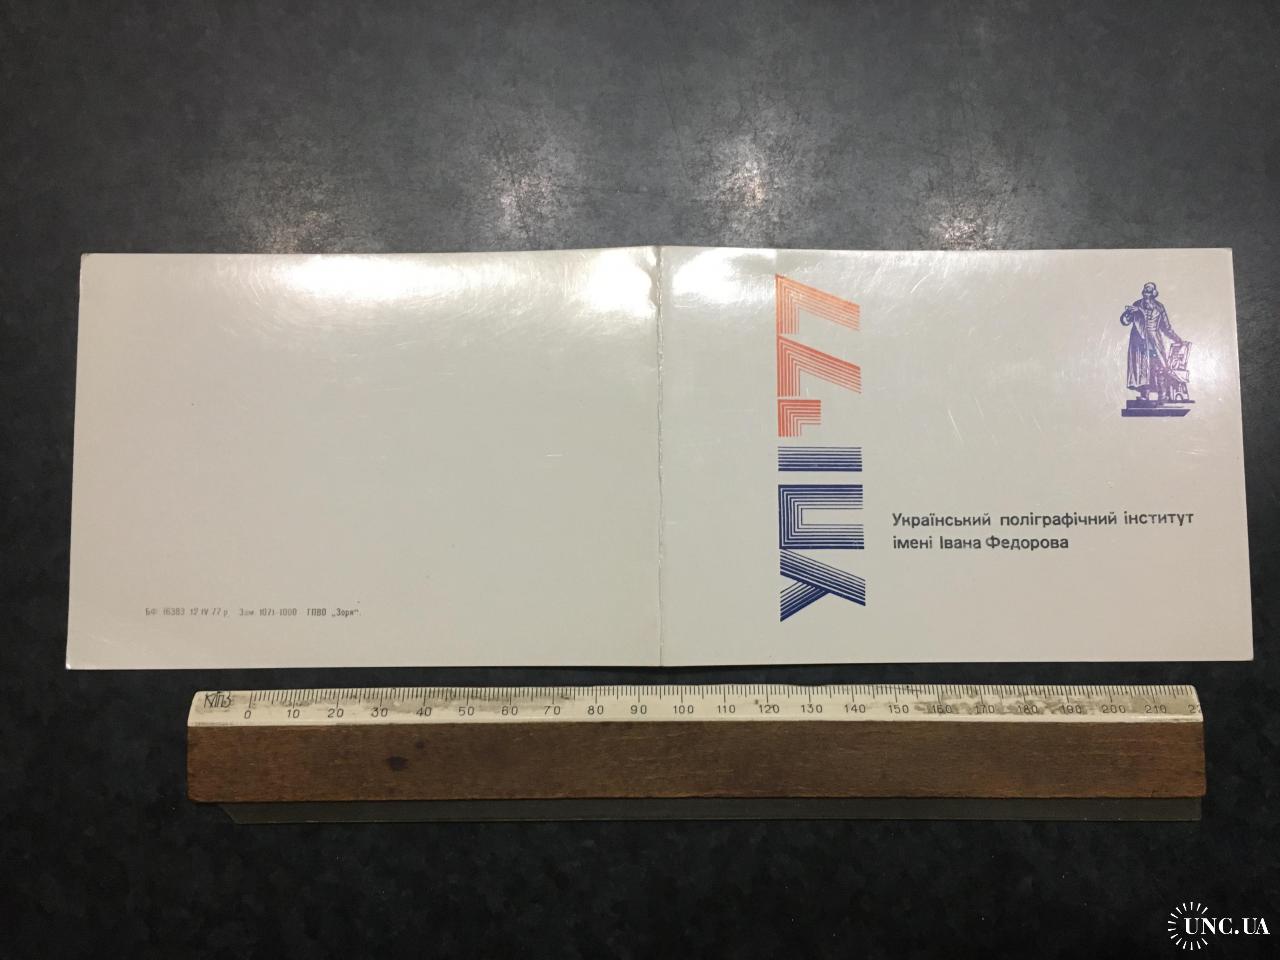 УПІ'77
Український поліграфічний інститут
імені Івана Федорова
БФ 16383 12 IV 77 р. Зам. 1071-1000 ГПВО „Зоря".
0 10 20 30 40 50 60 70 80 90 100 110 120 130 140 150 160 170 180 190 200 210
UNC.UA